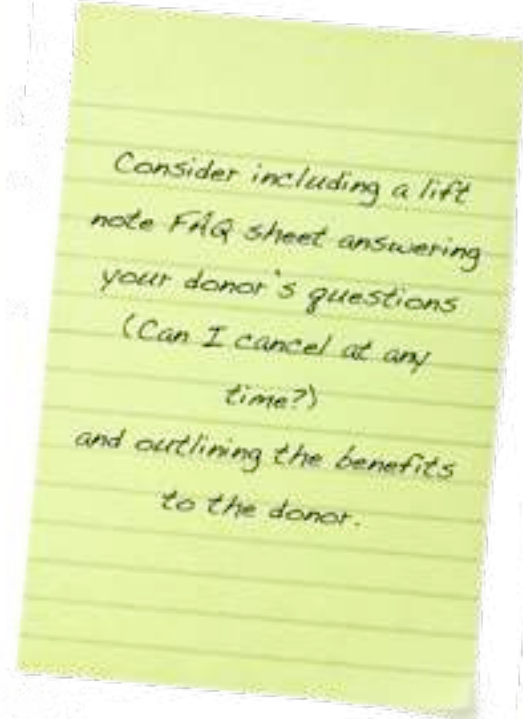 Consider including a lift
note FAQ sheet answering
your donor's questions
(Can I cancel at any
time?)
and outlining the benefits
to the donor.